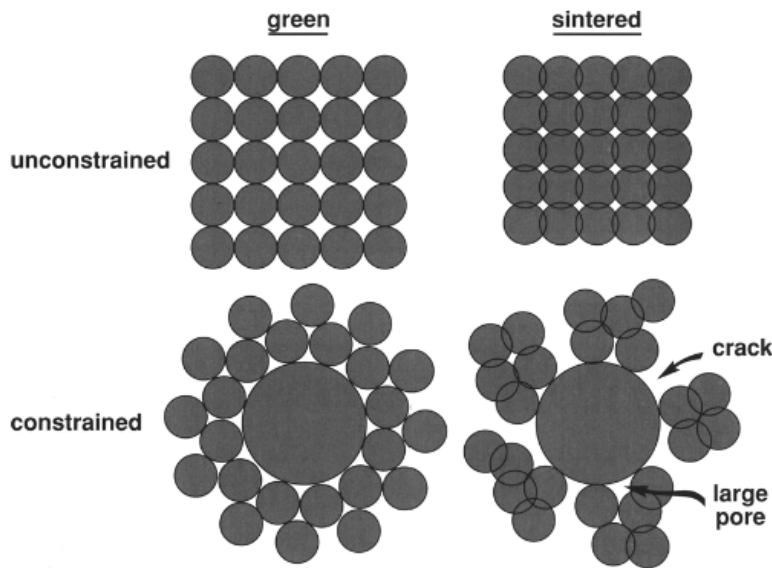 green
sintered
unconstrained
constrained
crack
large
pore